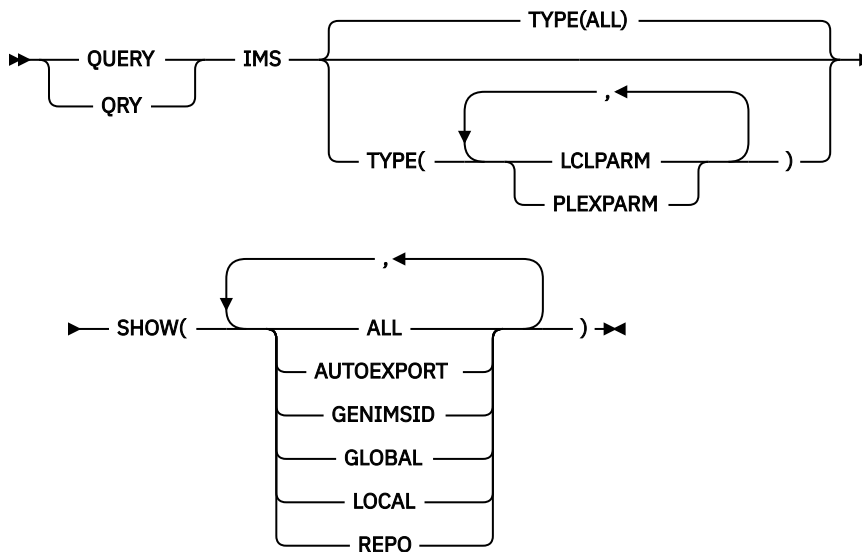 TYPE(ALL)
QUERY IMS
QRY
,
TYPE( LCLPARM )
PLEXPARM
,
SHOW( ALL )
AUTOEXPORT
GENIMSID
GLOBAL
LOCAL
REPO